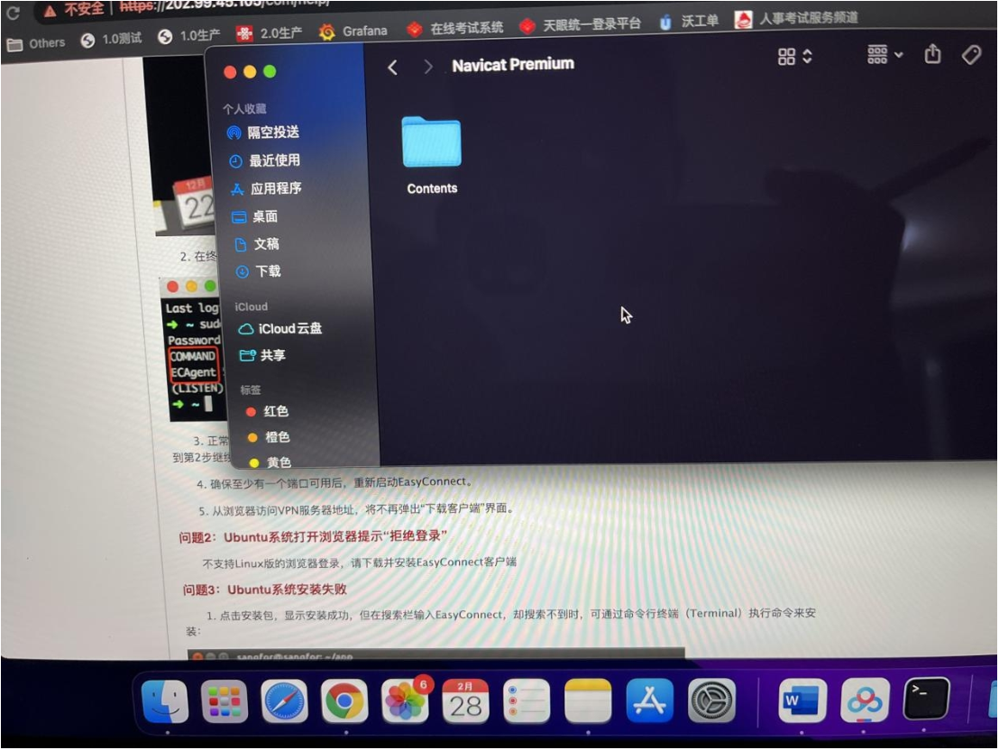 不安全 https://202.99.45.105/com/help/
Others 1.0测试 1.0生产 2.0生产 Grafana 在线考试系统 天眼统一登录平台 沃工单 人事考试服务频道
Navicat Premium
个人收藏
隔空投送
最近使用
应用程序
桌面
文稿
下载
iCloud
iCloud云盘
共享
标签
红色
橙色
黄色
Contents
12月
22
2. 在终
Last log
➜ ~ sud
Password
COMMAND
ECAgent
(LISTEN)
➜ ~
3. 正常
到第2步继续
4. 确保至少有一个端口可用后，重新启动EasyConnect。
5. 从浏览器访问VPN服务器地址，将不再弹出“下载客户端”界面。
问题2：Ubuntu系统打开浏览器提示“拒绝登录”
不支持Linux版的浏览器登录，请下载并安装EasyConnect客户端
问题3：Ubuntu系统安装失败
1. 点击安装包，显示安装成功，但在搜索栏输入EasyConnect，却搜索不到时，可通过命令行终端（Terminal）执行命令来安
装：
sangfor@sangfor: ~/app
6
2月
28
W
>_